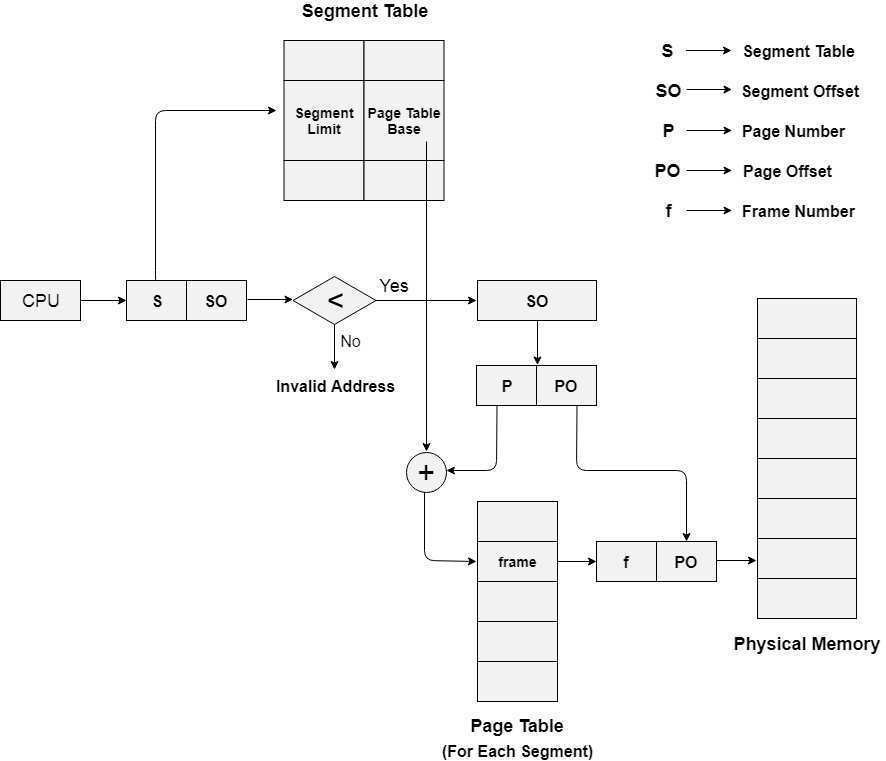 Segment Table
S Segment Table
SO Segment Offset
P Page Number
PO Page Offset
f Frame Number
Segment
Limit
Page Table
Base
CPU
S
SO
<
Yes
No
Invalid Address
SO
P
PO
+
frame
f
PO
Physical Memory
Page Table
(For Each Segment)